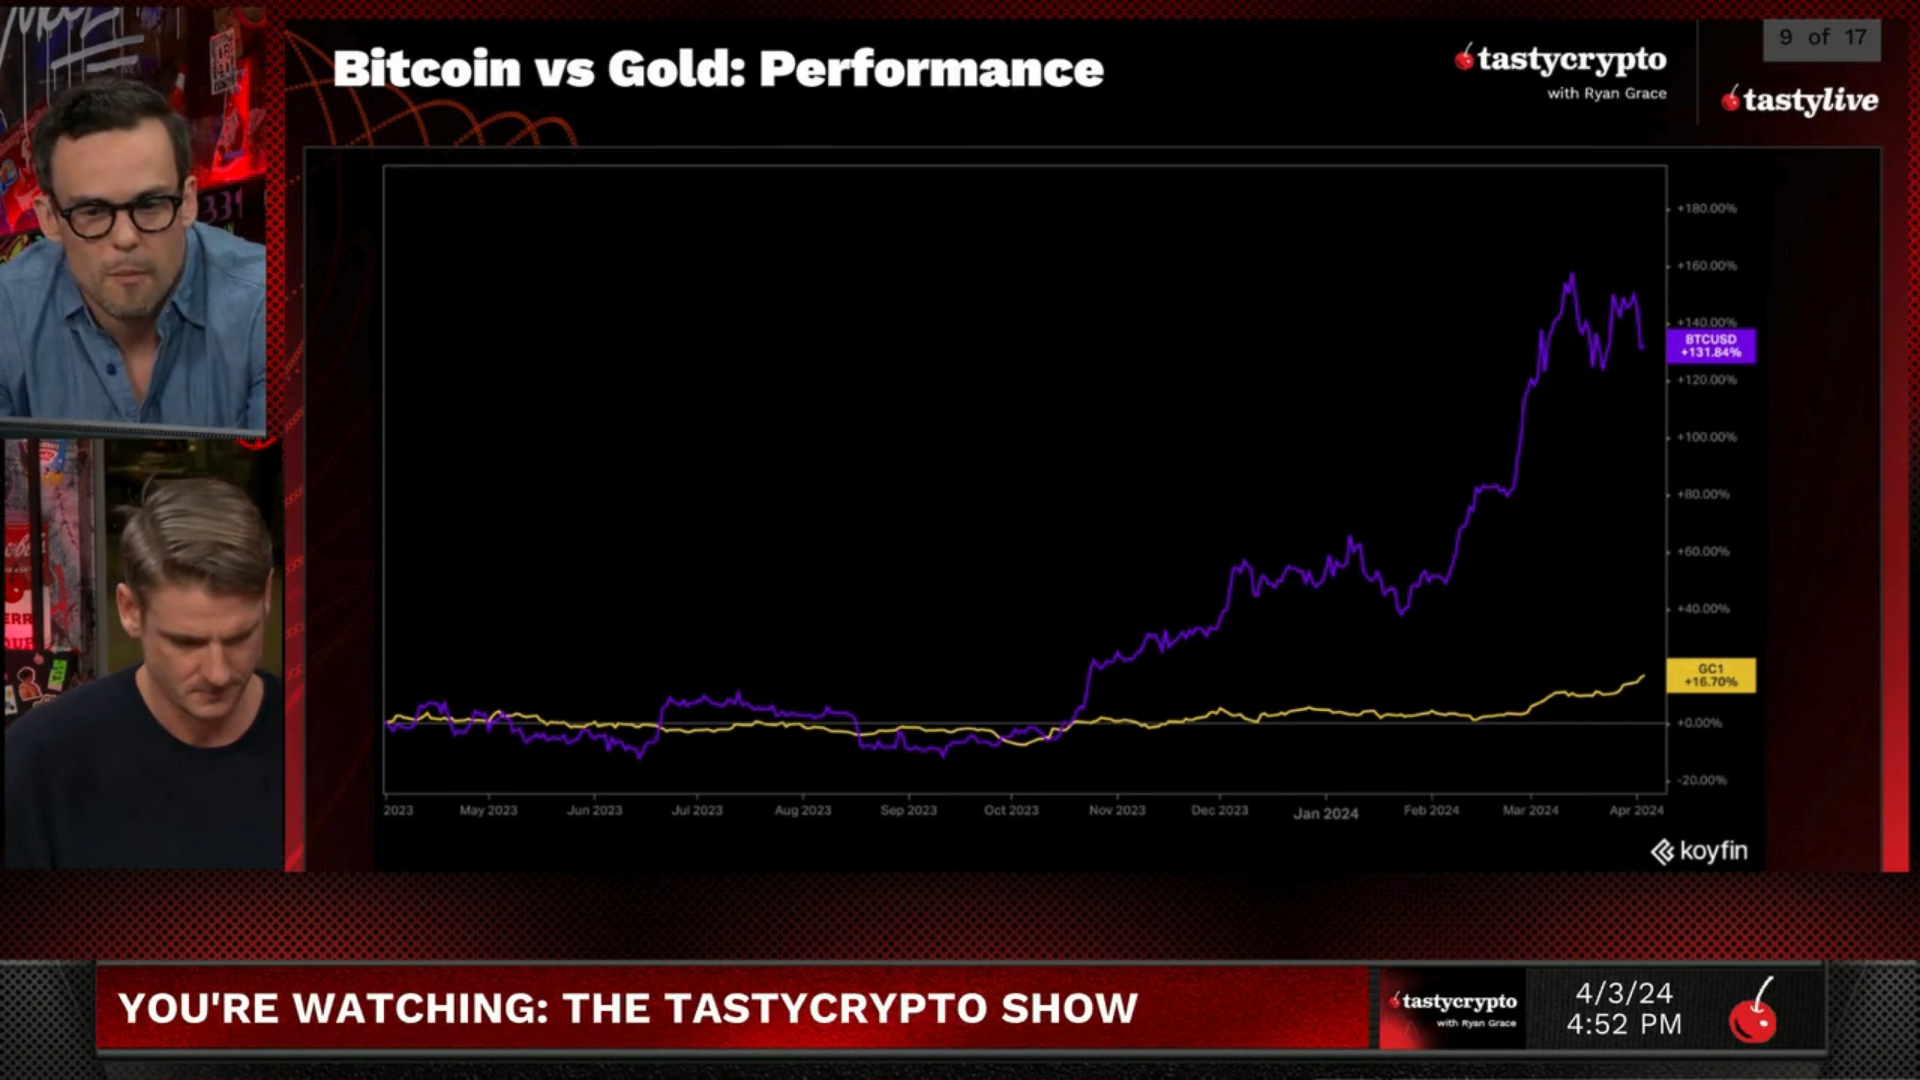 Bitcoin vs Gold: Performance
tastycrypto
with Ryan Grace
9 of 17
tastylive
339
+180.00%
+160.00%
+140.00%
BTCUSD
+131.84%
+120.00%
+100.00%
+80.00%
+60.00%
+40.00%
GC1
+16.70%
+0.00%
-20.00%
2023
May 2023
Jun 2023
Jul 2023
Aug 2023
Sep 2023
Oct 2023
Nov 2023
Dec 2023
Jan 2024
Feb 2024
Mar 2024
Apr 2024
koyfin
YOU'RE WATCHING: THE TASTYCRYPTO SHOW
tastycrypto
with Ryan Grace
4/3/24
4:52 PM